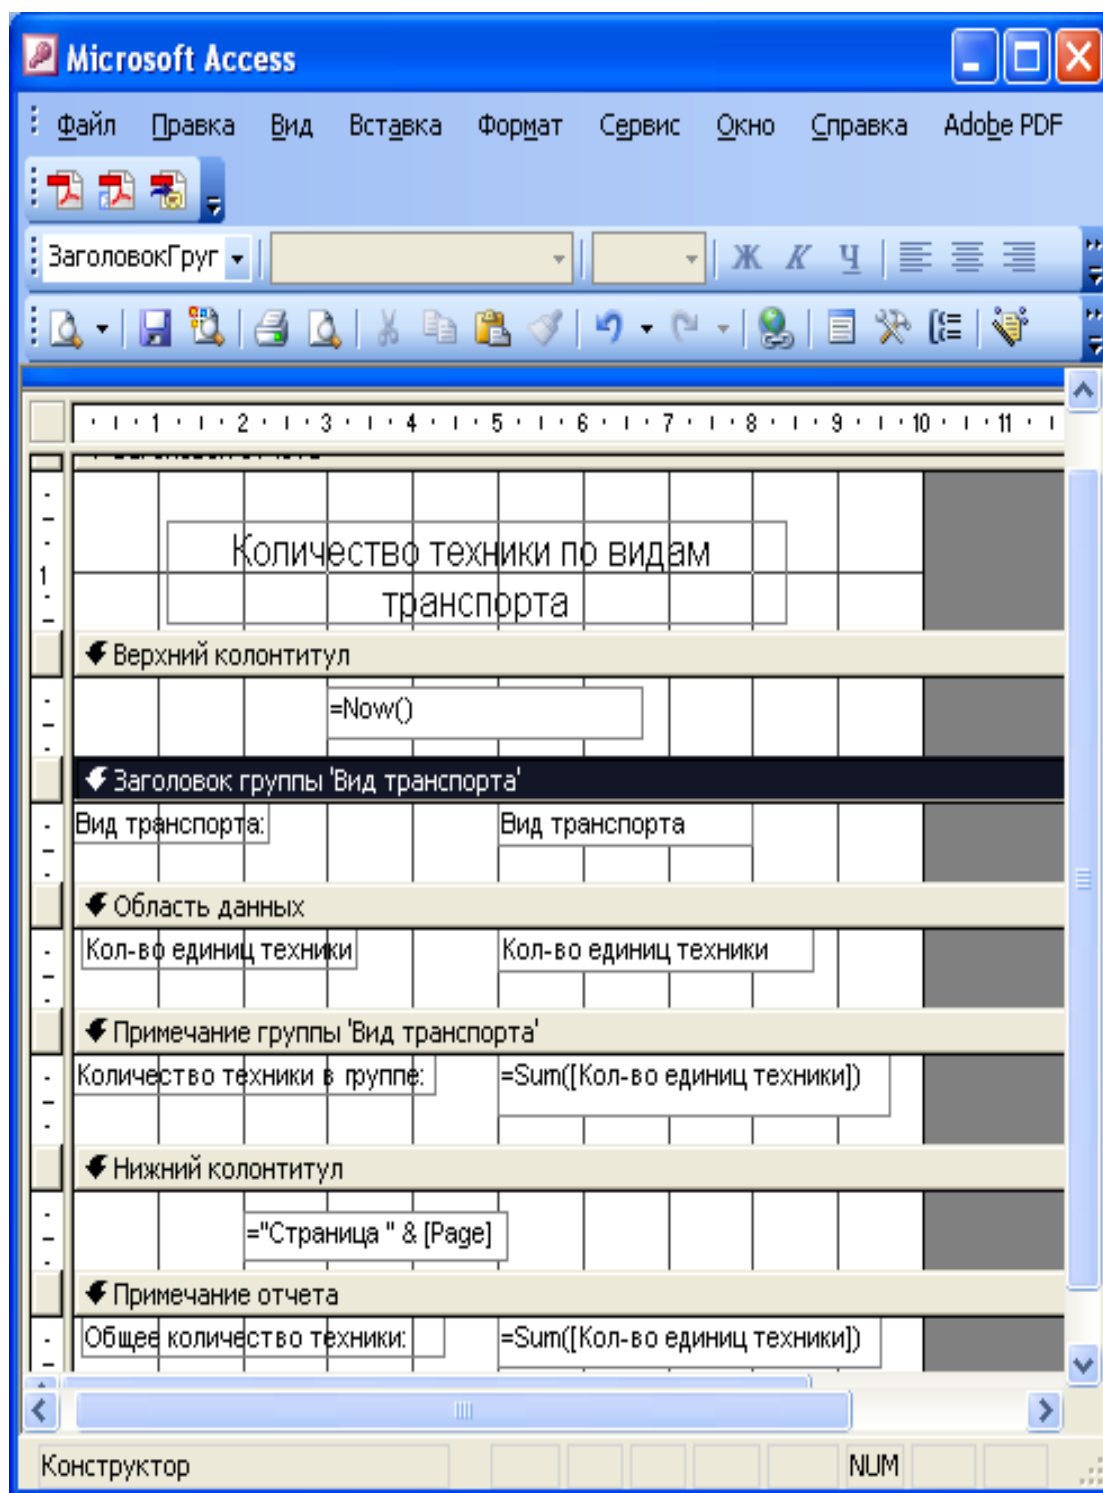 Microsoft Access
Файл Правка Вид Вставка Формат Сервис Окно Справка Adobe PDF
ЗаголовокГруг Ж К Ч
1 2 3 4 5 6 7 8 9 10 11
Количество техники по видам
1
транспорта
Верхний колонтитул
=Now()
Заголовок группы 'Вид транспорта'
Вид транспорта: Вид транспорта
Область данных
Кол-во единиц техники Кол-во единиц техники
Примечание группы 'Вид транспорта'
Количество техники в группе: =Sum([Кол-во единиц техники])
Нижний колонтитул
="Страница " & [Page]
Примечание отчета
Общее количество техники: =Sum([Кол-во единиц техники])
Конструктор NUM